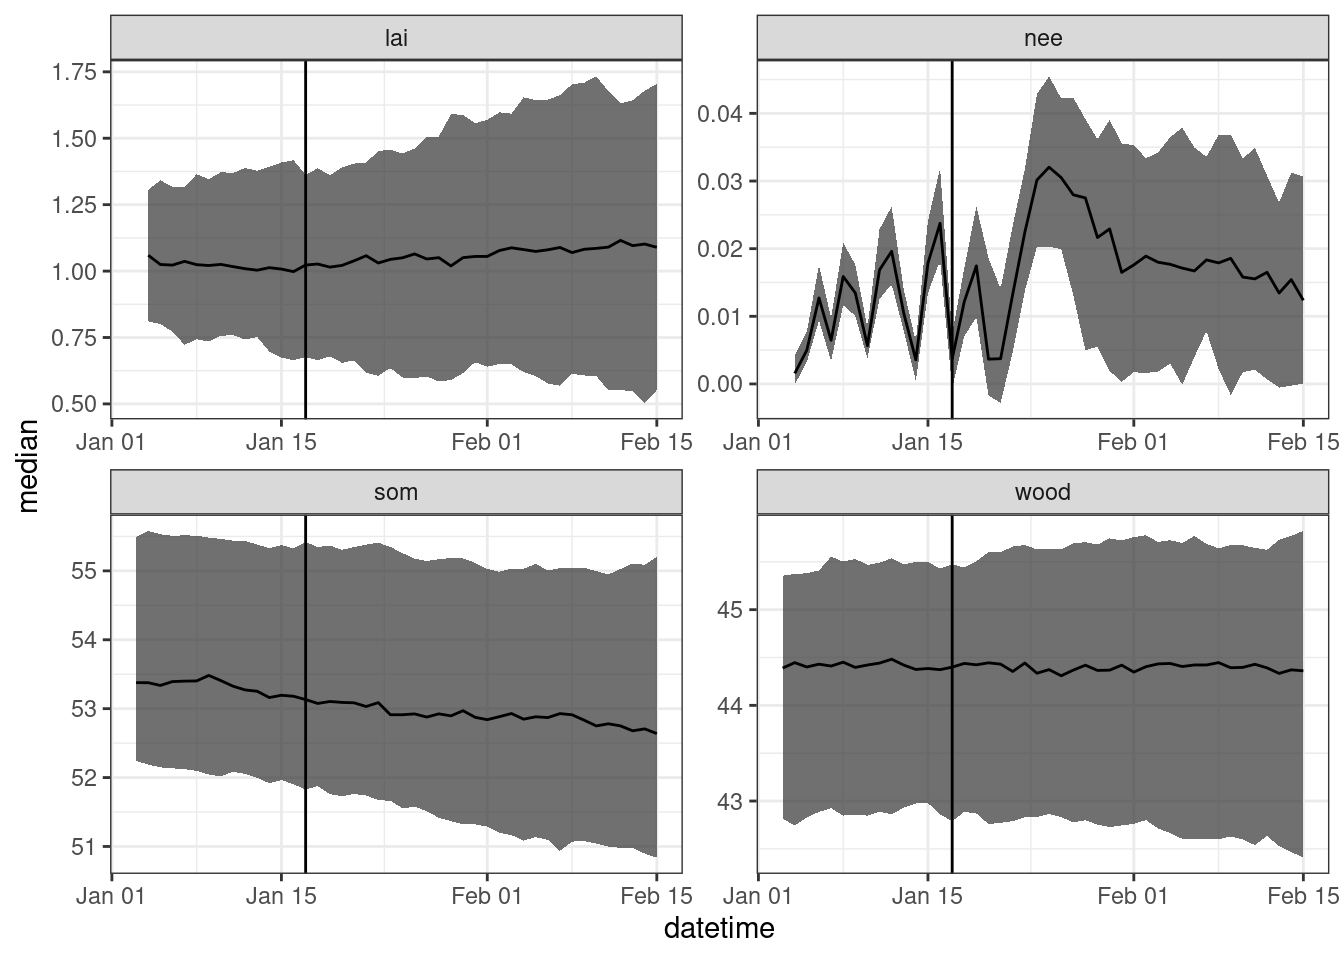 lai
nee
1.75
1.50
1.25
1.00
0.75
0.50
0.04
0.03
0.02
0.01
0.00
Jan 01 Jan 15 Feb 01 Feb 15
Jan 01 Jan 15 Feb 01 Feb 15
median
som
wood
55
54
53
52
51
45
44
43
Jan 01 Jan 15 Feb 01 Feb 15
Jan 01 Jan 15 Feb 01 Feb 15
datetime